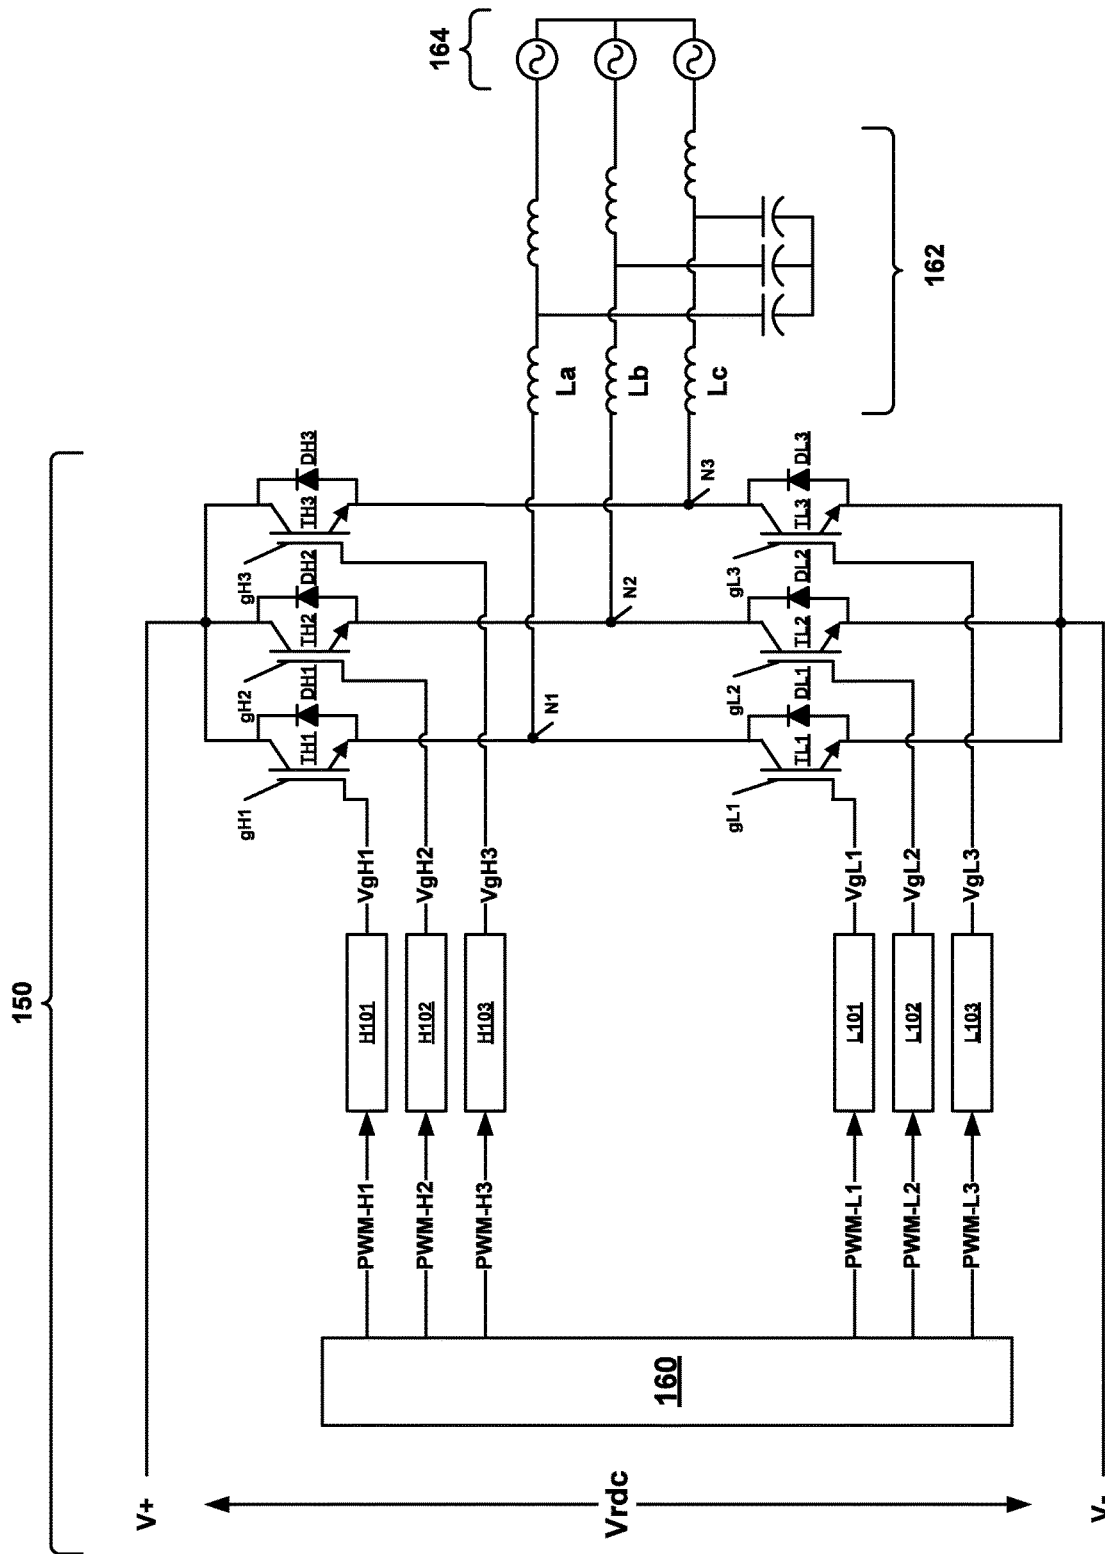 150
V+
Vrdc
V-
160
PWM-H1
PWM-H2
PWM-H3
PWM-L1
PWM-L2
PWM-L3
H101
H102
H103
L101
L102
L103
VgH1
VgH2
VgH3
VgL1
VgL2
VgL3
gH1
gH2
gH3
TH1
DH1
TH2
DH2
TH3
DH3
gL1
gL2
gL3
TL1
DL1
TL2
DL2
TL3
DL3
N1
N2
N3
La
Lb
Lc
162
164